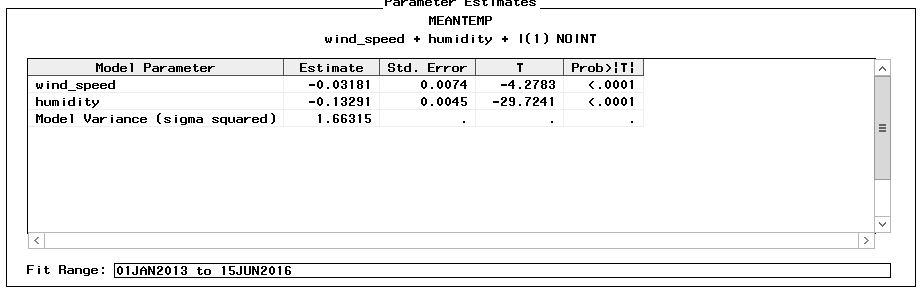 Parameter Estimates
MEANTEMP
wind_speed + humidity + I(1) NOINT
Model Parameter Estimate Std. Error T Prob>|T|
wind_speed -0.03181 0.0074 -4.2783 <.0001
humidity -0.13291 0.0045 -29.7241 <.0001
Model Variance (sigma squared) 1.66315 . . .
Fit Range: 01JAN2013 to 15JUN2016